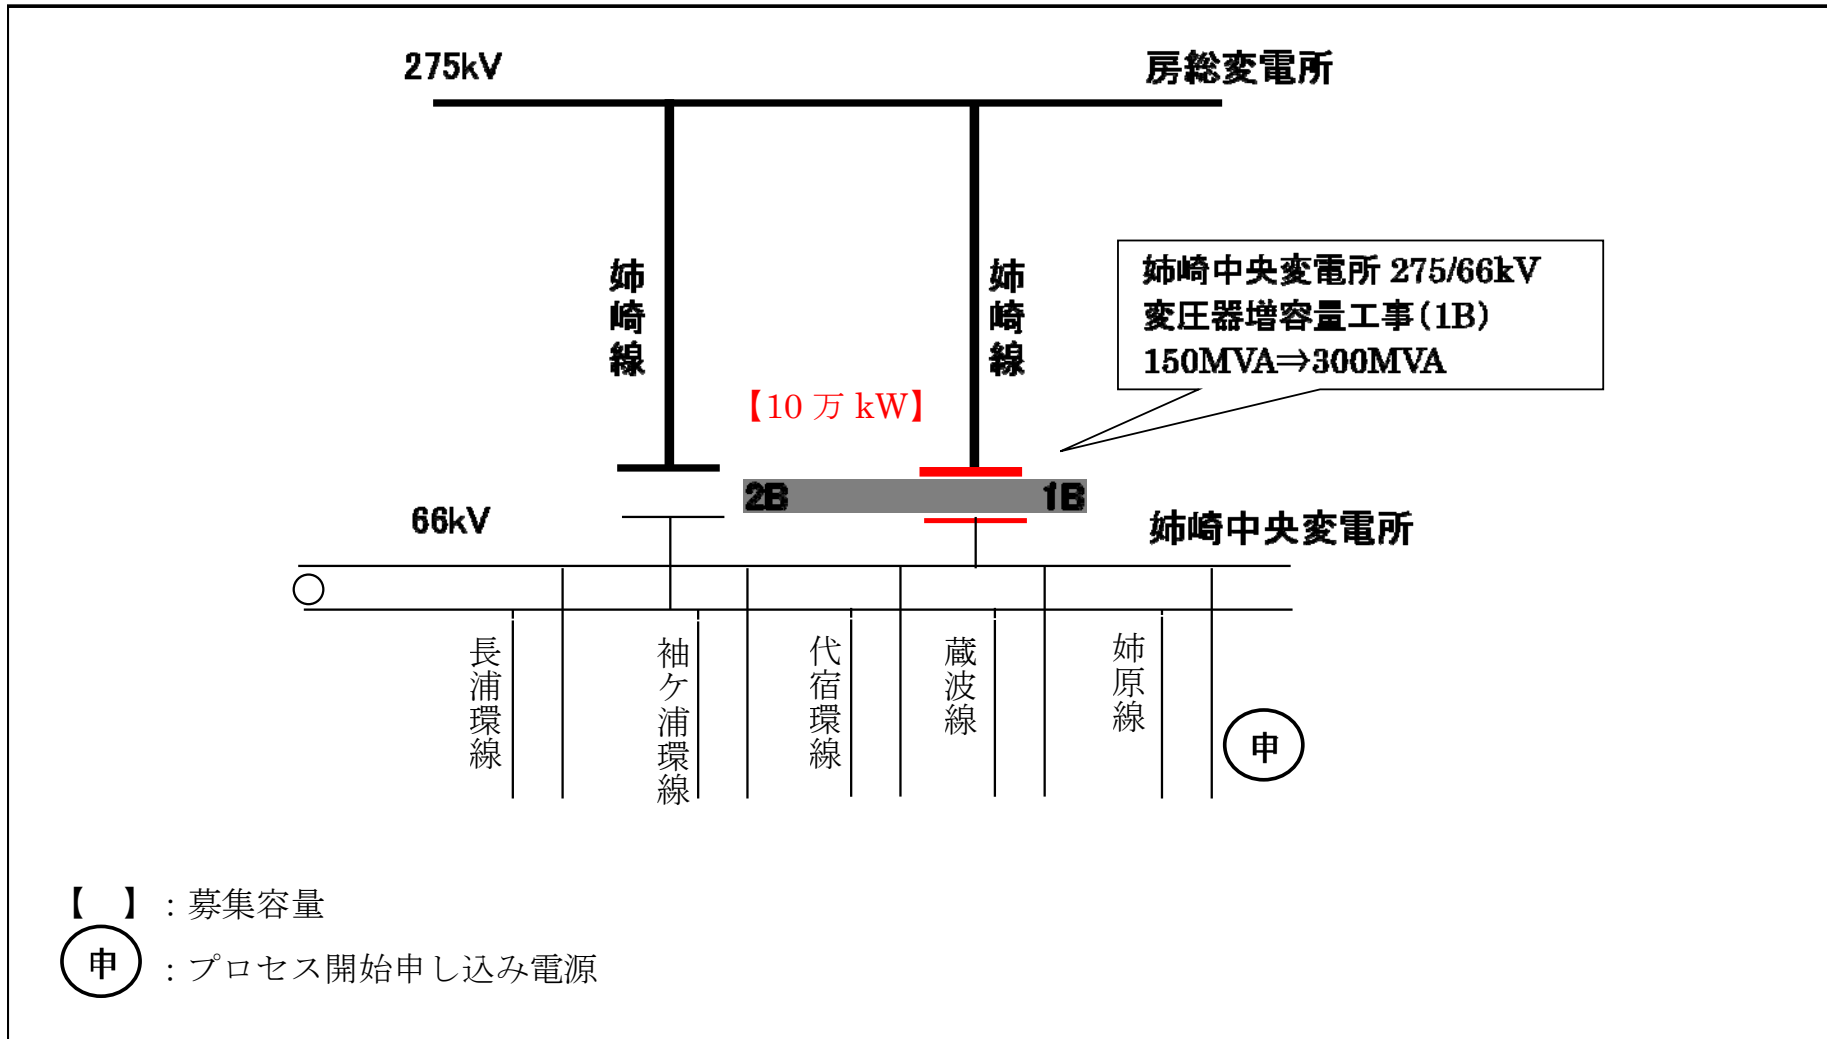 275kV
房総変電所
姉崎線
姉崎線
姉崎中央変電所 275/66kV
変圧器増容量工事(1B)
150MVA⇒300MVA
【10 万 kW】
2B
1B
66kV
姉崎中央変電所
長浦環線
袖ケ浦環線
代宿環線
蔵波線
姉原線
申
【　】：募集容量
申：プロセス開始申し込み電源